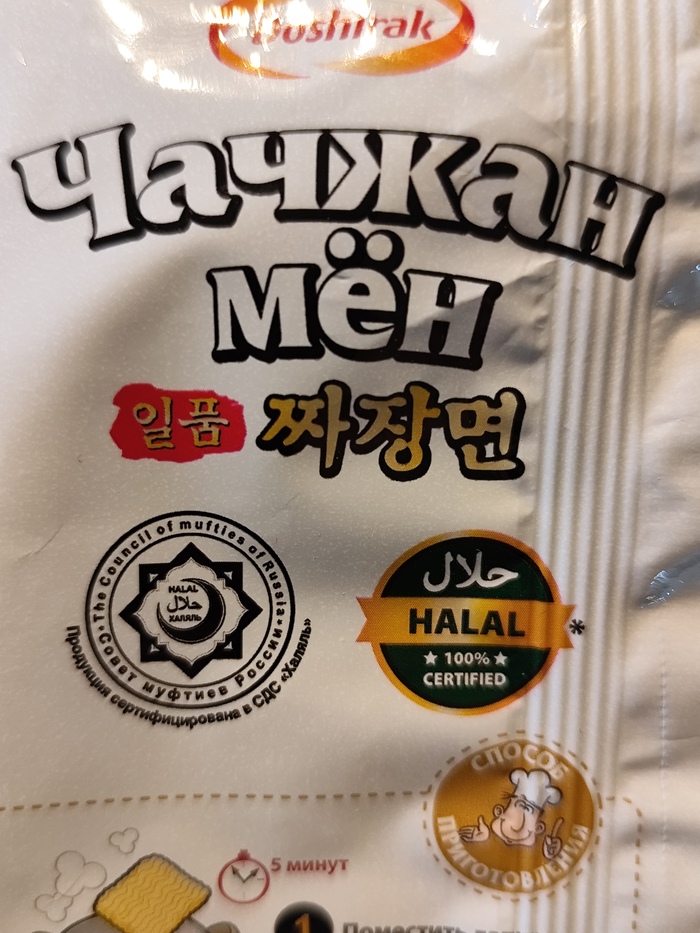 Doshirak
Чачжан
мён
일품 짜장면
The Council of mufties of Russia
HALAL
حلال
ХАЛЯЛЬ
Совет муфтиев России
Продукция сертифицирована в СДС «Халяль»
حلال
HALAL*
100%
CERTIFIED
СПОСОБ
ПРИГОТОВЛЕНИЯ
5 минут
1 Поместить